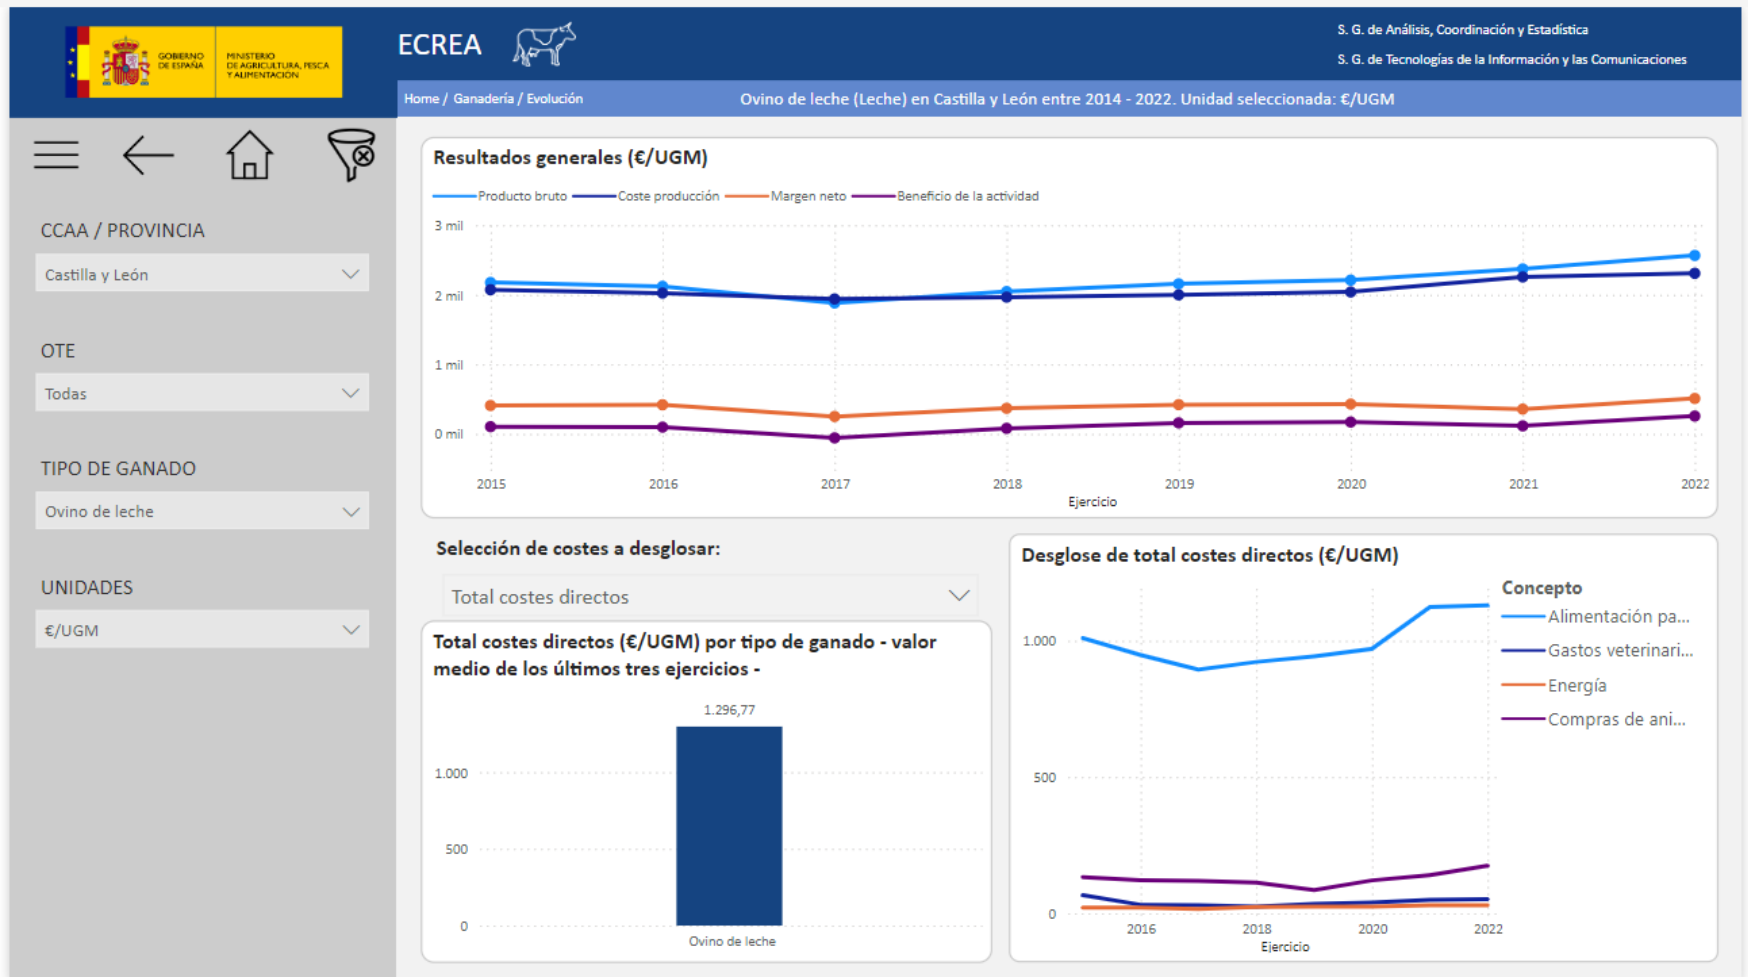 GOBIERNO
DE ESPAÑA
MINISTERIO
DE AGRICULTURA, PESCA
Y ALIMENTACIÓN
ECREA
S. G. de Análisis, Coordinación y Estadística
S. G. de Tecnologías de la Información y las Comunicaciones
Home / Ganadería / Evolución
Ovino de leche (Leche) en Castilla y León entre 2014 - 2022. Unidad seleccionada: €/UGM
CCAA / PROVINCIA
Castilla y León
OTE
Todas
TIPO DE GANADO
Ovino de leche
UNIDADES
€/UGM
Resultados generales (€/UGM)
Producto bruto Coste producción Margen neto Beneficio de la actividad
3 mil
2 mil
1 mil
0 mil
2015 2016 2017 2018 2019 2020 2021 2022
Ejercicio
Selección de costes a desglosar:
Total costes directos
Total costes directos (€/UGM) por tipo de ganado - valor
medio de los últimos tres ejercicios -
1.296,77
1.000
500
0
Ovino de leche
Desglose de total costes directos (€/UGM)
Concepto
Alimentación pa...
Gastos veterinari...
Energía
Compras de ani...
1.000
500
0
2016 2018 2020 2022
Ejercicio